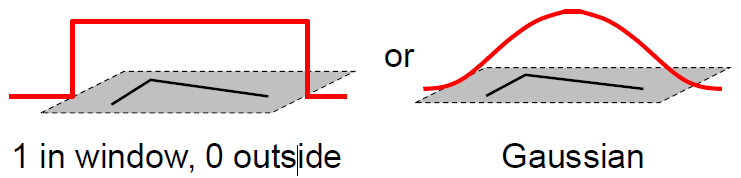 or
1 in window, 0 outside
Gaussian